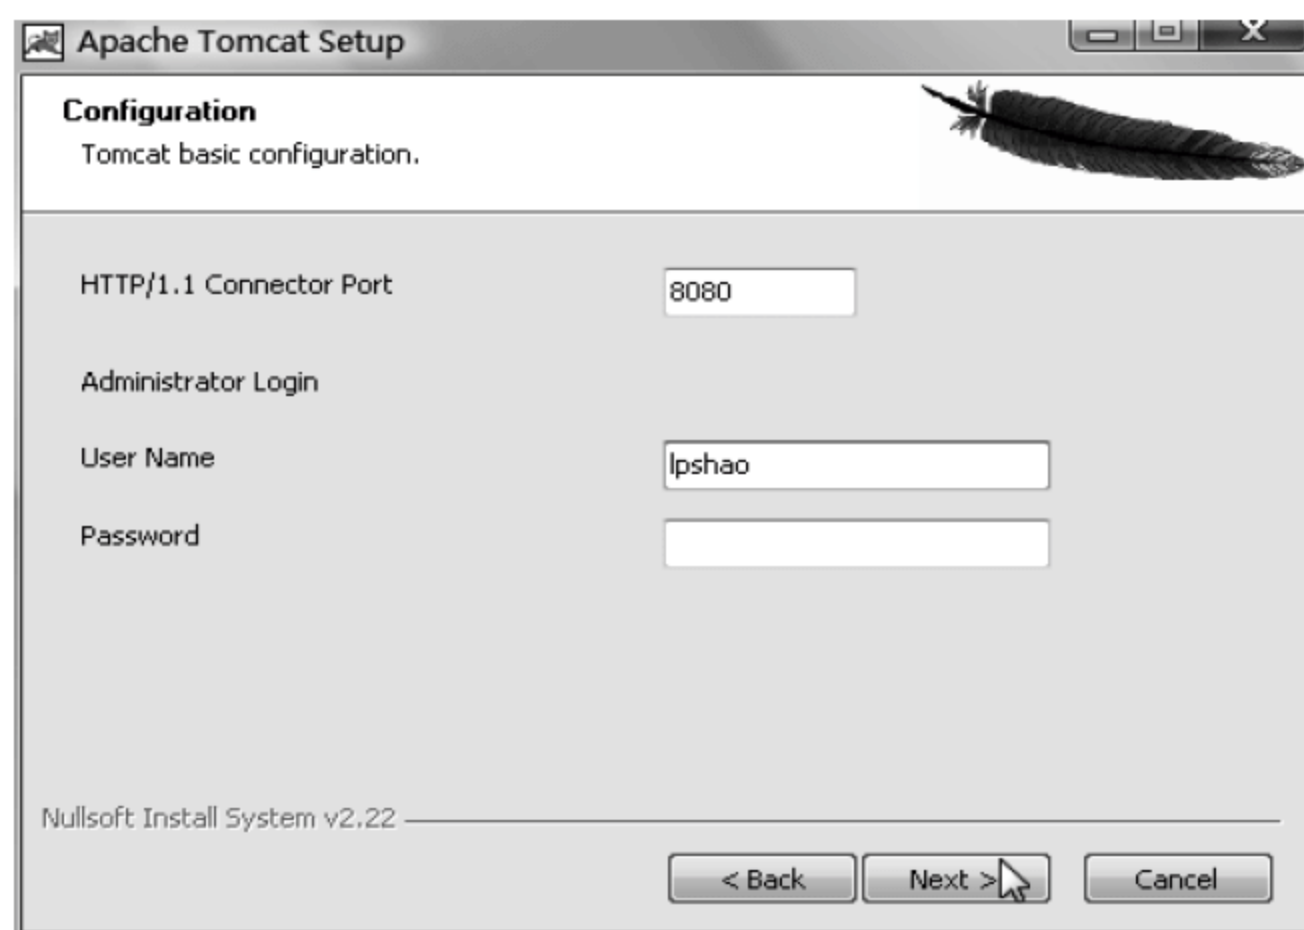 Apache Tomcat Setup
Configuration
Tomcat basic configuration.
HTTP/1.1 Connector Port 8080
Administrator Login
User Name lpshao
Password
Nullsoft Install System v2.22
< Back Next > Cancel